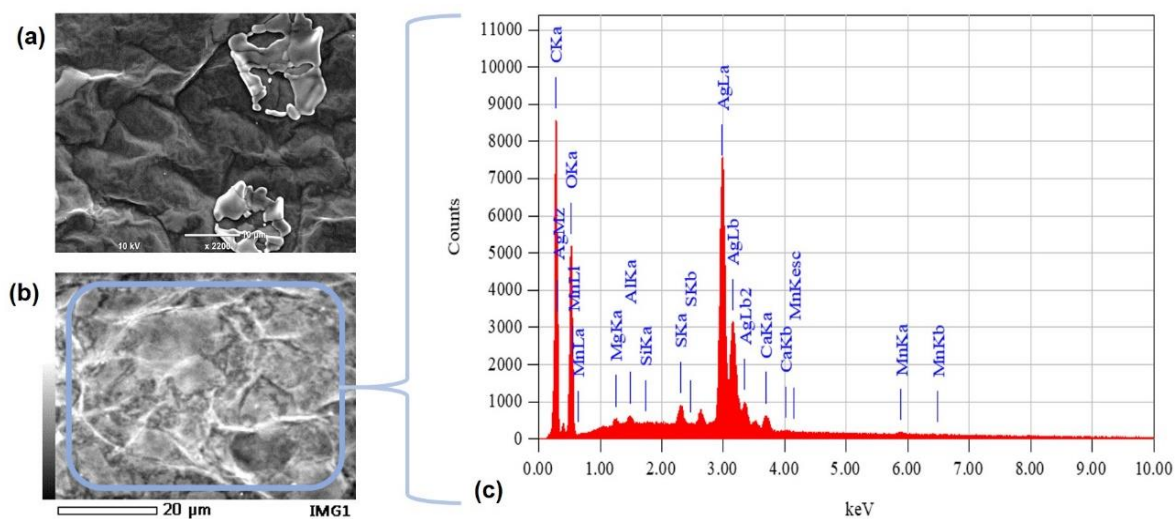 (a)
10 kV
x 2200
10 µm
(b)
20 µm
IMG1
(c)
Counts
11000
10000
9000
8000
7000
6000
5000
4000
3000
2000
1000
0
CKa
AgMz
OKa
MnLl
MnLa
MgKa
AlKa
SiKa
SKa
SKb
AgLa
AgLb
AgLb2
CaKa
CaKb
MnKesc
MnKa
MnKb
0.00 1.00 2.00 3.00 4.00 5.00 6.00 7.00 8.00 9.00 10.00
keV